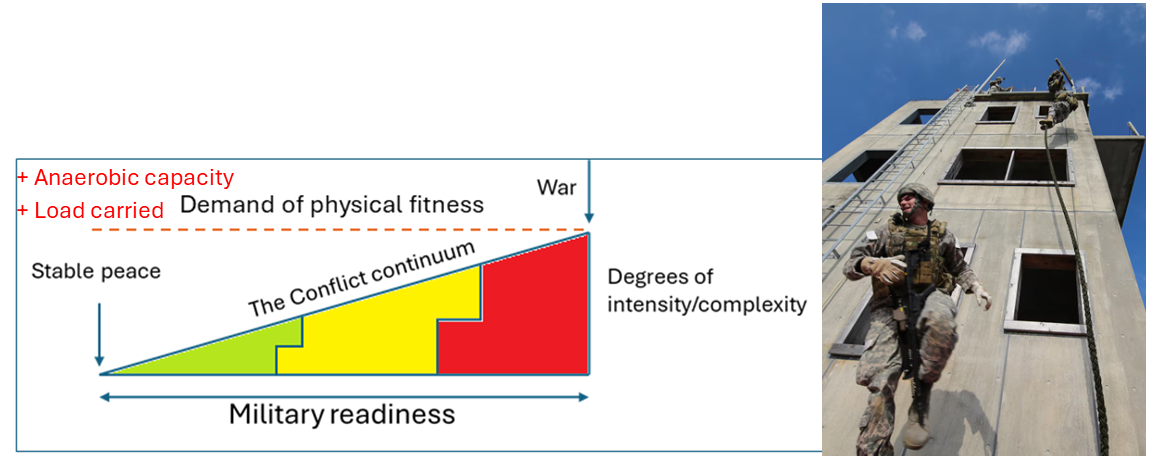 + Anaerobic capacity
+ Load carried
Demand of physical fitness
War
Stable peace
The Conflict continuum
Degrees of
intensity/complexity
Military readiness